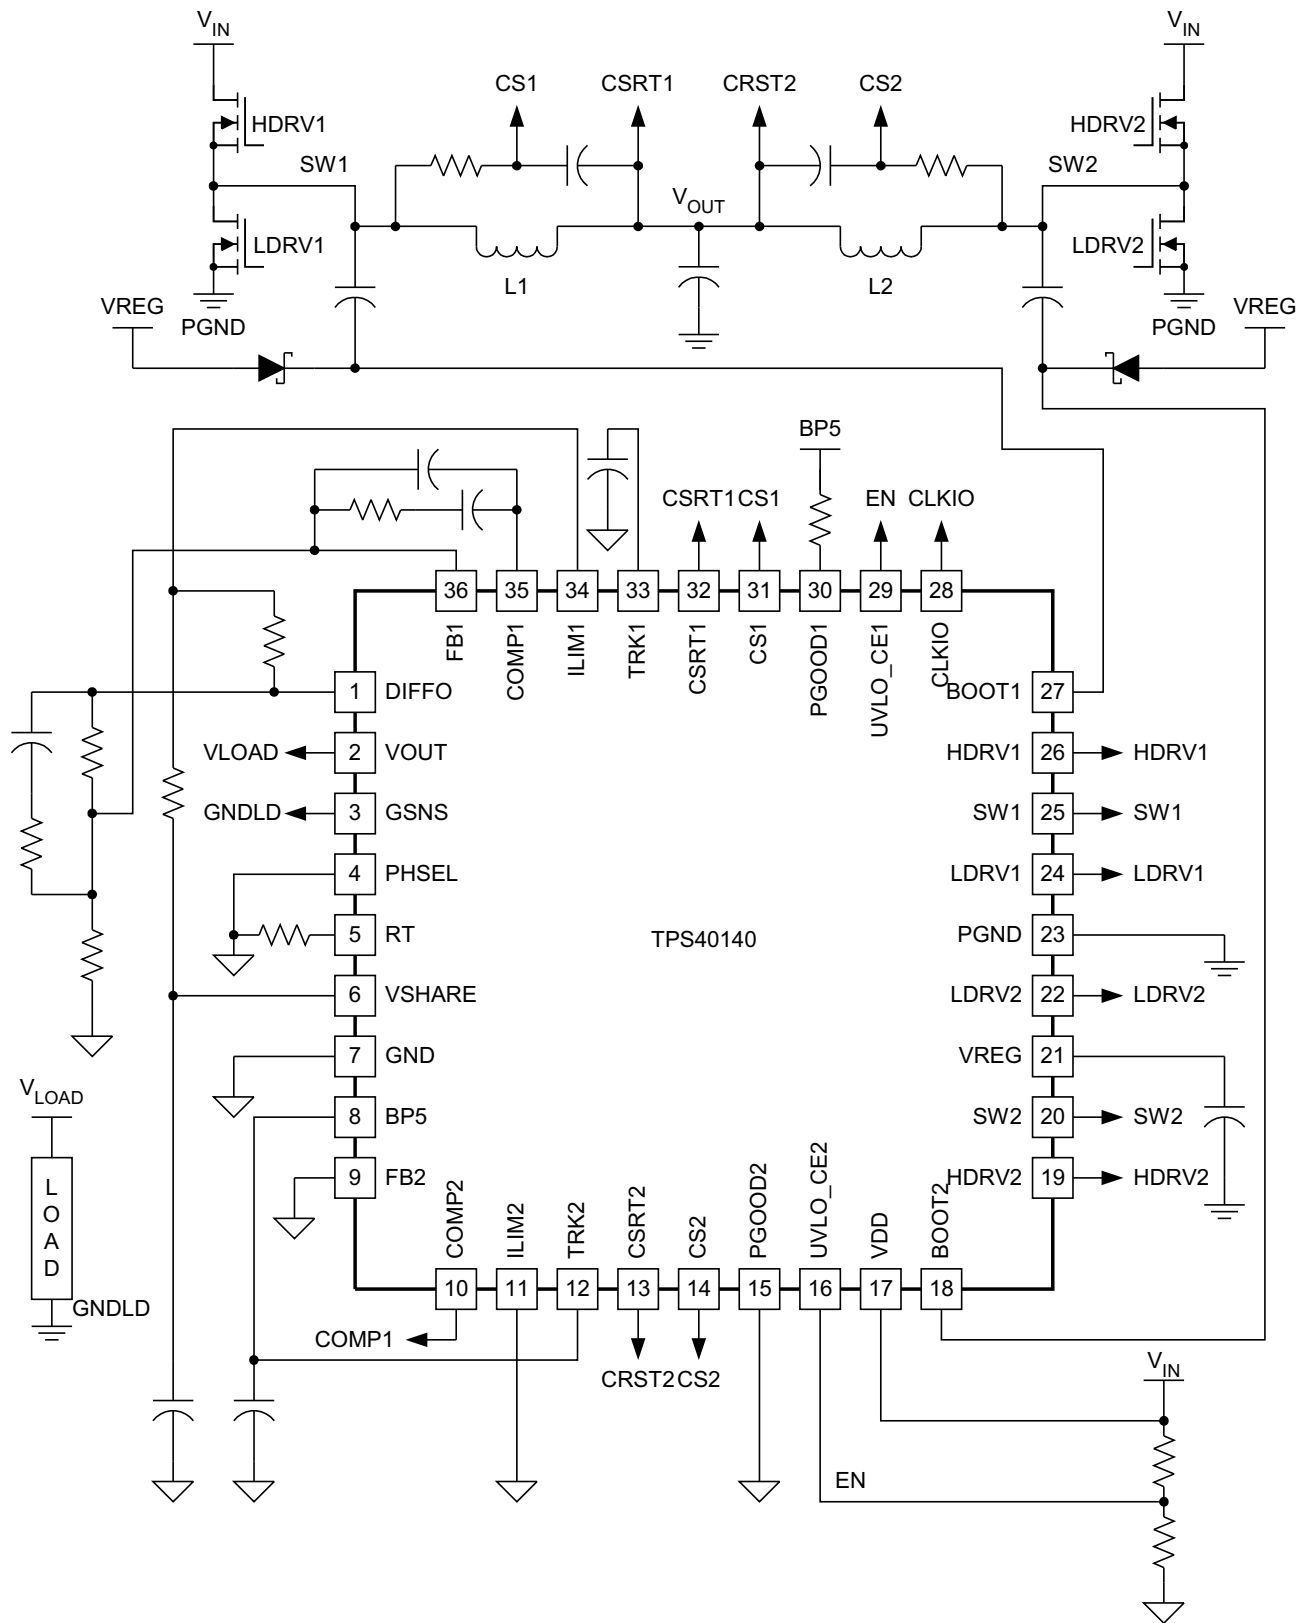 VIN
VIN
CS1
CSRT1
CRST2
CS2
HDRV1
HDRV2
SW1
SW2
VOUT
LDRV1
LDRV2
L1
L2
VREG
PGND
PGND
VREG
BP5
CSRT1
CS1
EN
CLKIO
36
35
34
33
32
31
30
29
28
FB1
COMP1
ILIM1
TRK1
CSRT1
CS1
PGOOD1
UVLO_CE1
CLKIO
1
DIFFO
BOOT1
27
VLOAD
2
VOUT
HDRV1
26
HDRV1
GNDLD
3
GSNS
SW1
25
SW1
4
PHSEL
LDRV1
24
LDRV1
5
RT
TPS40140
PGND
23
6
VSHARE
LDRV2
22
LDRV2
7
GND
VREG
21
VLOAD
8
BP5
SW2
20
SW2
9
FB2
HDRV2
19
HDRV2
LOAD
GNDLD
COMP2
ILIM2
TRK2
CSRT2
CS2
PGOOD2
UVLO_CE2
VDD
BOOT2
10
11
12
13
14
15
16
17
18
COMP1
CRST2
CS2
VIN
EN